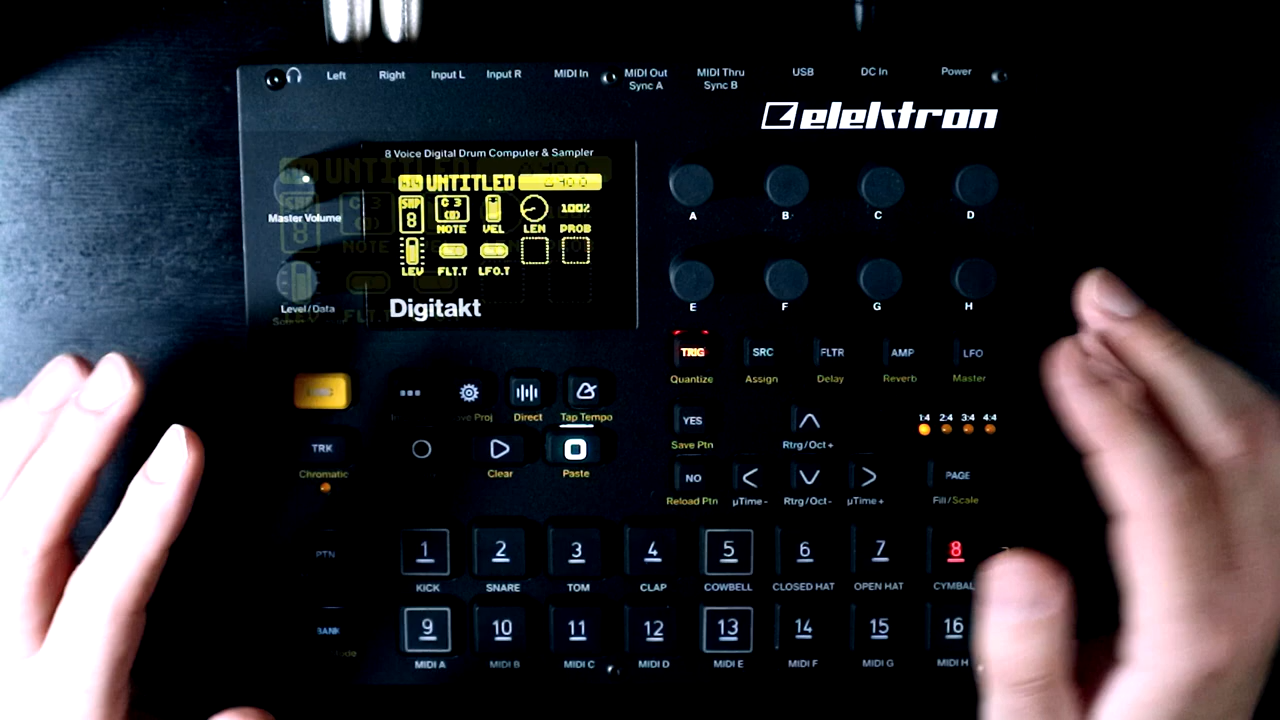 Left Right Input L Input R MIDI In MIDI Out MIDI Thru USB DC In Power
Sync A Sync B
elektron
8 Voice Digital Drum Computer & Sampler
UNTITLED
SMP C 3 100%
8
NOTE VEL LEN PROB
LEV FLT.T LFO.T
Digitakt
Master Volume
Level/Data
A B C D
E F G H
TRIG SRC FLTR AMP LFO
Quantize Assign Delay Reverb Master
Direct Tap Tempo
YES
Save Ptn Rtrg/Oct+
1:4 2:4 3:4 4:4
TRK
Chromatic Clear Paste
NO PAGE
Reload Ptn µTime- Rtrg/Oct- µTime+ Fill/Scale
PTN
1 2 3 4 5 6 7 8
KICK SNARE TOM CLAP COWBELL CLOSED HAT OPEN HAT CYMBAL
BANK
9 10 11 12 13 14 15 16
MIDI A MIDI B MIDI C MIDI D MIDI E MIDI F MIDI G MIDI H